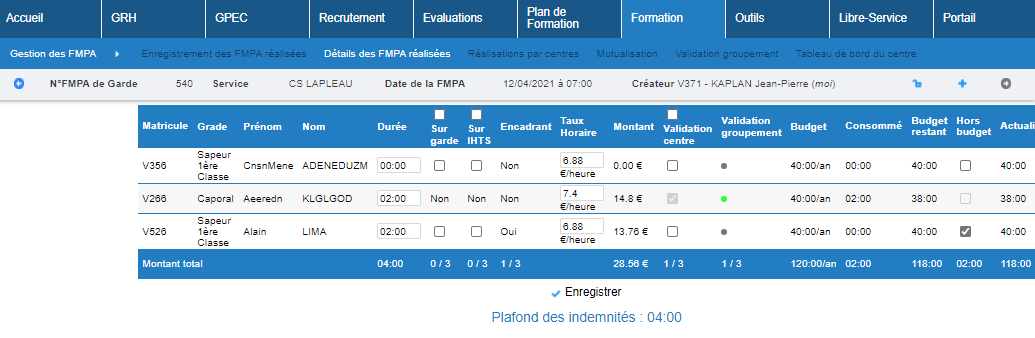 Accueil GRH GPEC Recrutement Evaluations Plan de Formation Formation Outils Libre-Service Portail
Gestion des FMPA Enregistrement des FMPA réalisées Détails des FMPA réalisées Réalisations par centres Mutualisation Validation groupement Tableau de bord du centre
N°FMPA de Garde 540 Service CS LAPLEAU Date de la FMPA 12/04/2021 à 07:00 Créateur V371 - KAPLAN Jean-Pierre (moi)
Matricule Grade Prénom Nom Durée Sur garde Sur IHTS Encadrant Taux Horaire Montant Validation centre Validation groupement Budget Consommé Budget restant Hors budget Actuali
V356 Sapeur 1ère Classe CnsnMene ADENEDUZM 00:00 Non 6.88 €/heure 0.00 € 40:00/an 00:00 40:00 40:00
V266 Caporal Aeeredn KLGLGOD 02:00 Non Non Non 7.4 €/heure 14.8 € 40:00/an 02:00 38:00 38:00
V526 Sapeur 1ère Classe Alain LIMA 02:00 Oui 6.88 €/heure 13.76 € 40:00/an 00:00 40:00 40:00
Montant total 04:00 0 / 3 0 / 3 1 / 3 28.56 € 1 / 3 1 / 3 120:00/an 02:00 118:00 02:00 118:00
Enregistrer
Plafond des indemnités : 04:00